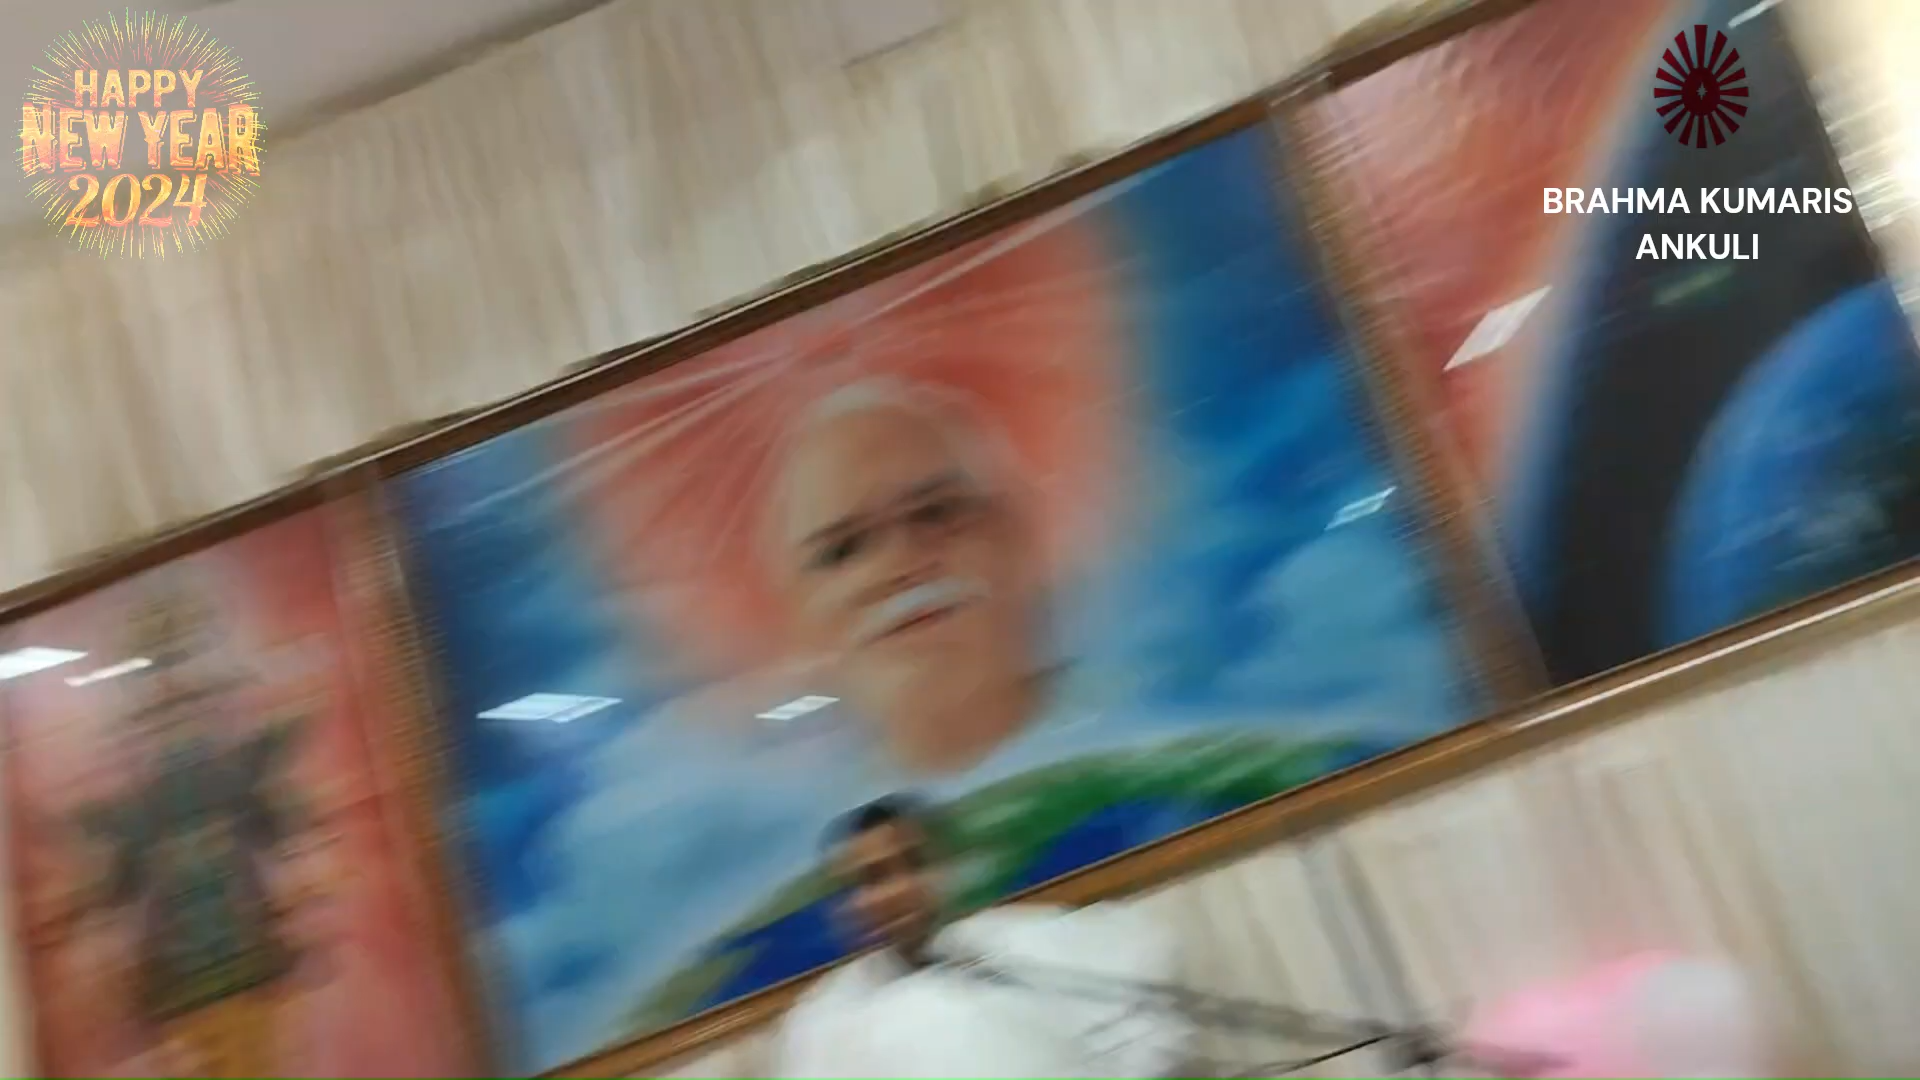 HAPPY
NEW YEAR
2024
BRAHMA KUMARIS
ANKULI